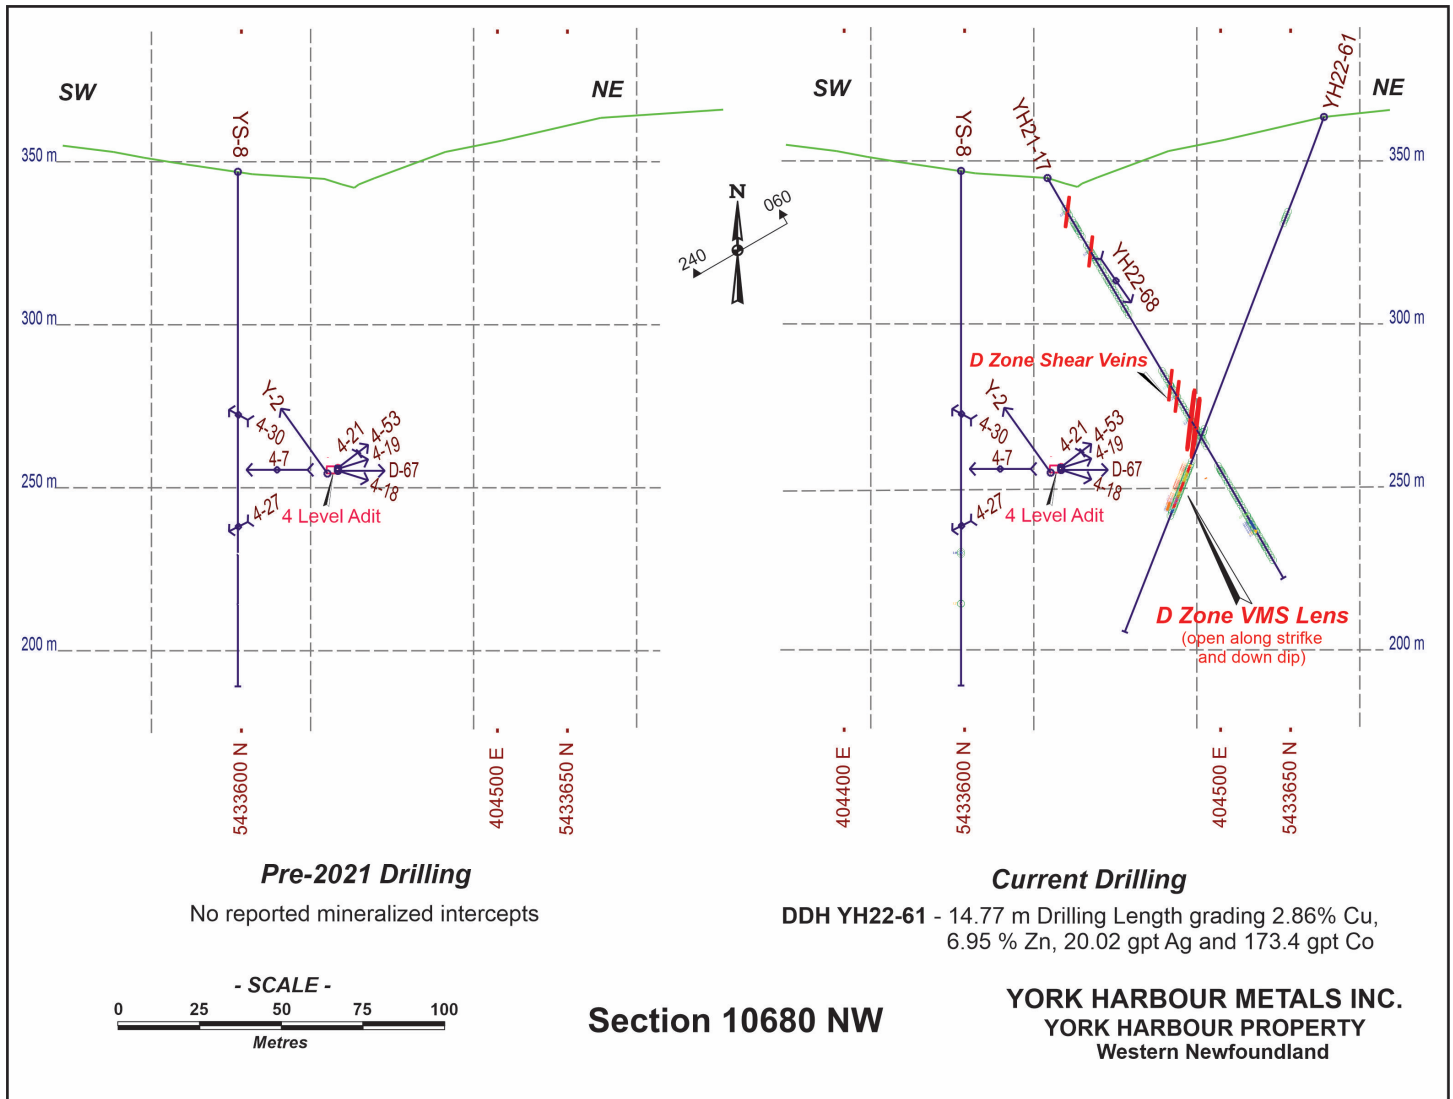 SW
NE
YS-8
350 m
300 m
250 m
200 m
Y-2
4-30
4-7
4-27
4-21
4-53
4-19
D-67
4-18
4 Level Adit
5433600 N
404500 E
5433650 N
N
060
240
SW
NE
YS-8
YH21-17
YH22-61
YH22-68
350 m
300 m
250 m
200 m
D Zone Shear Veins
Y-2
4-30
4-7
4-27
4-21
4-53
4-19
D-67
4-18
4 Level Adit
D Zone VMS Lens
(open along strifke
and down dip)
404400 E
5433600 N
404500 E
5433650 N
Pre-2021 Drilling
No reported mineralized intercepts
Current Drilling
DDH YH22-61 - 14.77 m Drilling Length grading 2.86% Cu,
6.95 % Zn, 20.02 gpt Ag and 173.4 gpt Co
- SCALE -
0 25 50 75 100
Metres
Section 10680 NW
YORK HARBOUR METALS INC.
YORK HARBOUR PROPERTY
Western Newfoundland